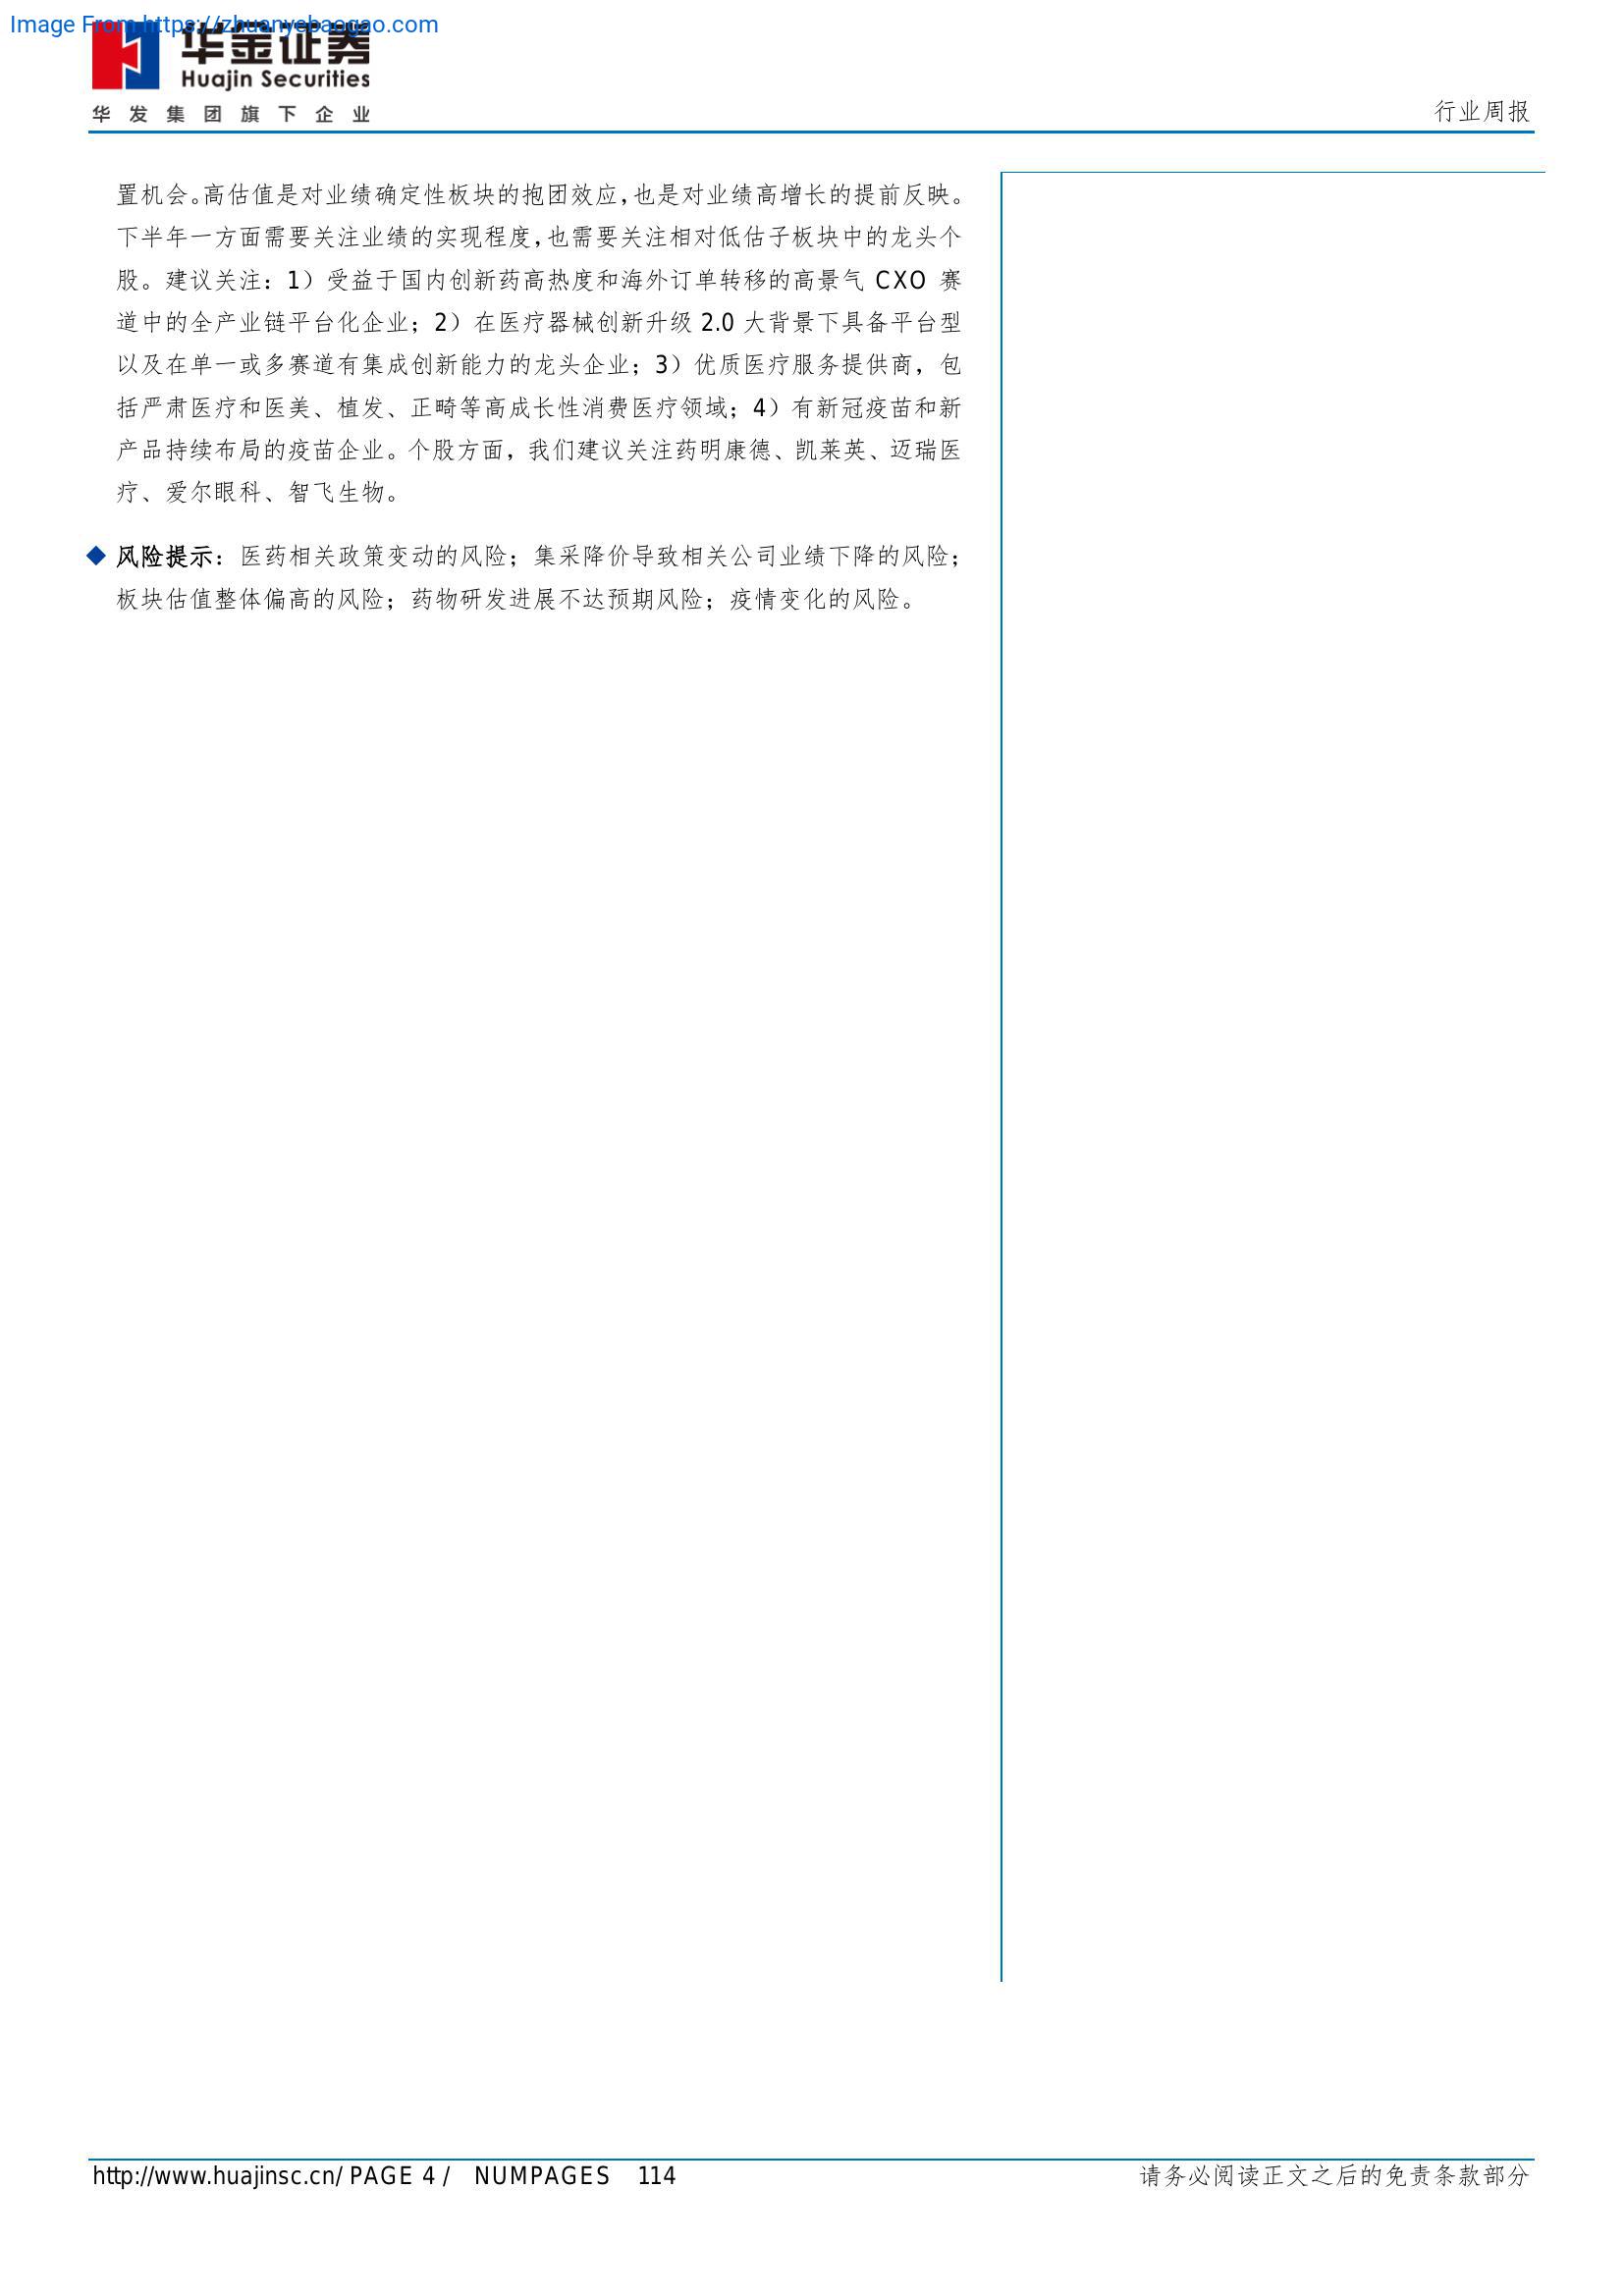 Image From https://zhuanyebaogao.com
华金证券
Huajin Securities
华发集团旗下企业
行业周报
置机会。高估值是对业绩确定性板块的抱团效应，也是对业绩高增长的提前反映。
下半年一方面需要关注业绩的实现程度，也需要关注相对低估子板块中的龙头个
股。建议关注：1）受益于国内创新药高热度和海外订单转移的高景气 CXO 赛
道中的全产业链平台化企业；2）在医疗器械创新升级 2.0 大背景下具备平台型
以及在单一或多赛道有集成创新能力的龙头企业；3）优质医疗服务提供商，包
括严肃医疗和医美、植发、正畸等高成长性消费医疗领域；4）有新冠疫苗和新
产品持续布局的疫苗企业。个股方面，我们建议关注药明康德、凯莱英、迈瑞医
疗、爱尔眼科、智飞生物。
◆ 风险提示：医药相关政策变动的风险；集采降价导致相关公司业绩下降的风险；
板块估值整体偏高的风险；药物研发进展不达预期风险；疫情变化的风险。
http://www.huajinsc.cn/ PAGE 4 / NUMPAGES 114
请务必阅读正文之后的免责条款部分